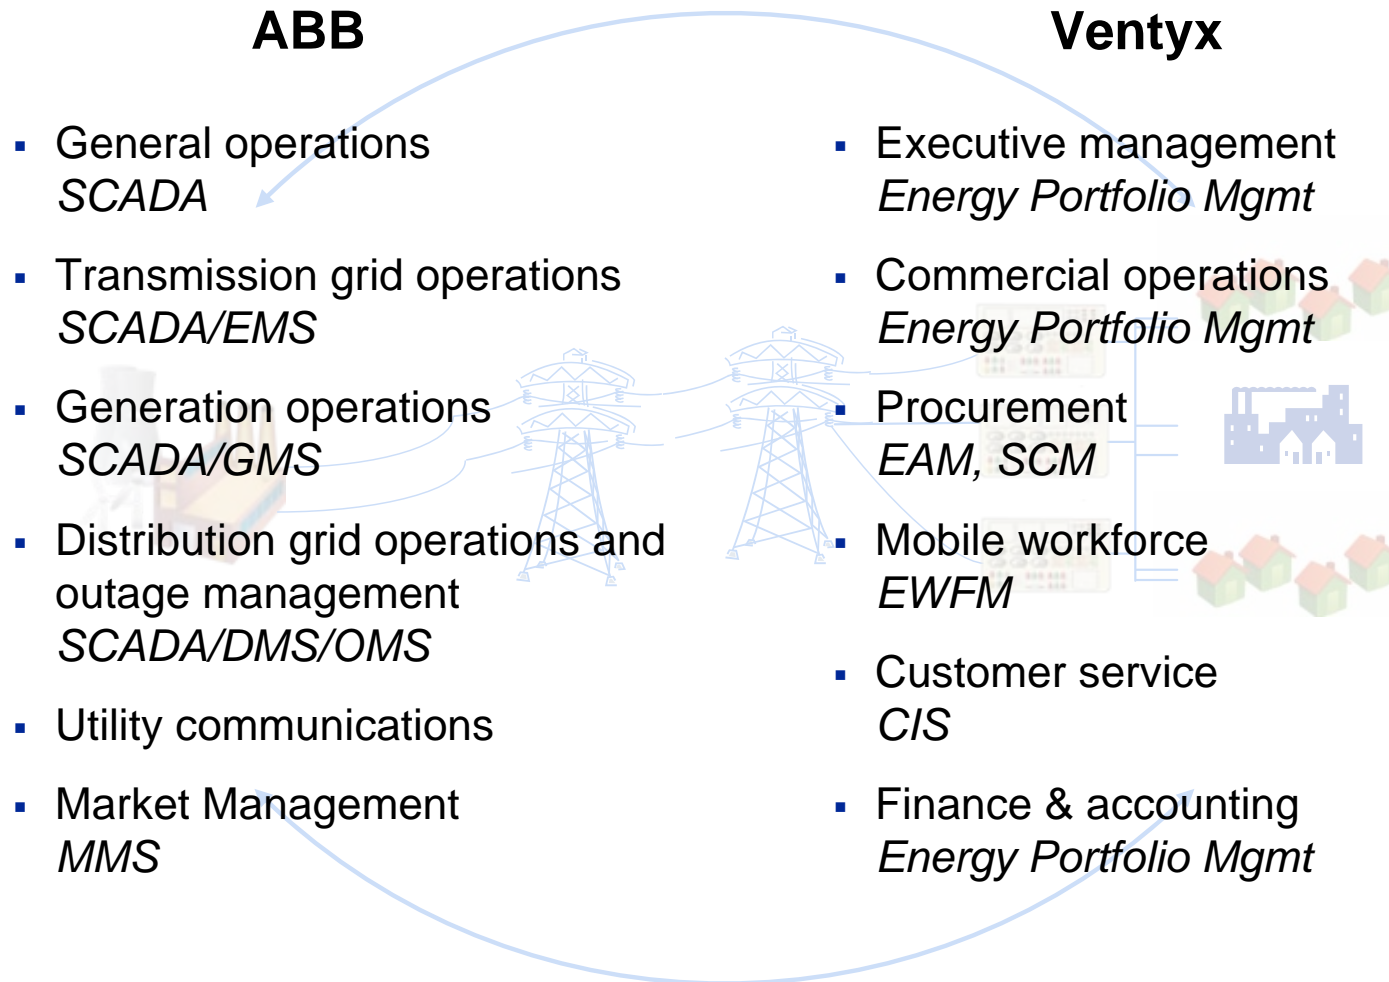 ABB
▪ General operations
SCADA
▪ Transmission grid operations
SCADA/EMS
▪ Generation operations
SCADA/GMS
▪ Distribution grid operations and
outage management
SCADA/DMS/OMS
▪ Utility communications
▪ Market Management
MMS
Ventyx
▪ Executive management
Energy Portfolio Mgmt
▪ Commercial operations
Energy Portfolio Mgmt
▪ Procurement
EAM, SCM
▪ Mobile workforce
EWFM
▪ Customer service
CIS
▪ Finance & accounting
Energy Portfolio Mgmt